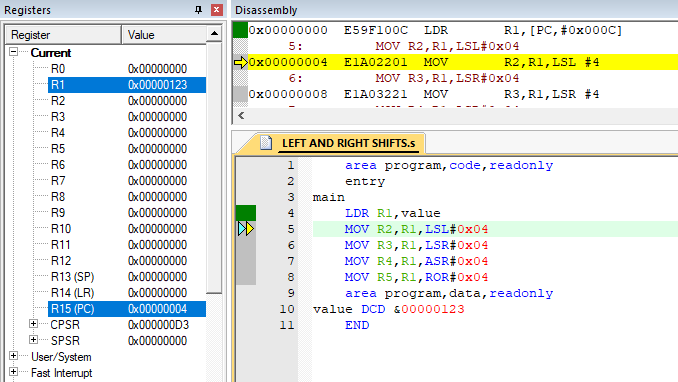 Registers
Register Value
Current
R0 0x00000000
R1 0x00000123
R2 0x00000000
R3 0x00000000
R4 0x00000000
R5 0x00000000
R6 0x00000000
R7 0x00000000
R8 0x00000000
R9 0x00000000
R10 0x00000000
R11 0x00000000
R12 0x00000000
R13 (SP) 0x00000000
R14 (LR) 0x00000000
R15 (PC) 0x00000004
CPSR 0x000000D3
SPSR 0x00000000
User/System
Fast Interrupt
Disassembly
0x00000000 E59F100C LDR R1,[PC,#0x000C]
5: MOV R2,R1,LSL#0x04
0x00000004 E1A02201 MOV R2,R1,LSL #4
6: MOV R3,R1,LSR#0x04
0x00000008 E1A03221 MOV R3,R1,LSR #4
LEFT AND RIGHT SHIFTS.s
1 area program,code,readonly
2 entry
3 main
4 LDR R1,value
5 MOV R2,R1,LSL#0x04
6 MOV R3,R1,LSR#0x04
7 MOV R4,R1,ASR#0x04
8 MOV R5,R1,ROR#0x04
9 area program,data,readonly
10 value DCD &00000123
11 END